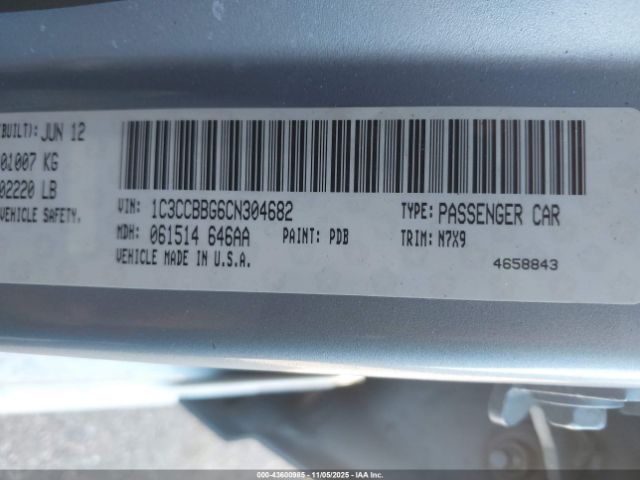 (BUILT): JUN 12
01007 KG
02220 LB
VEHICLE SAFETY.
VIN: 1C3CCBBG6CN304682
TYPE: PASSENGER CAR
MDH: 061514 646AA
PAINT: PDB
TRIM: N7X9
VEHICLE MADE IN U.S.A.
4658843
000-43600985 - 11/05/2025 - IAA Inc.